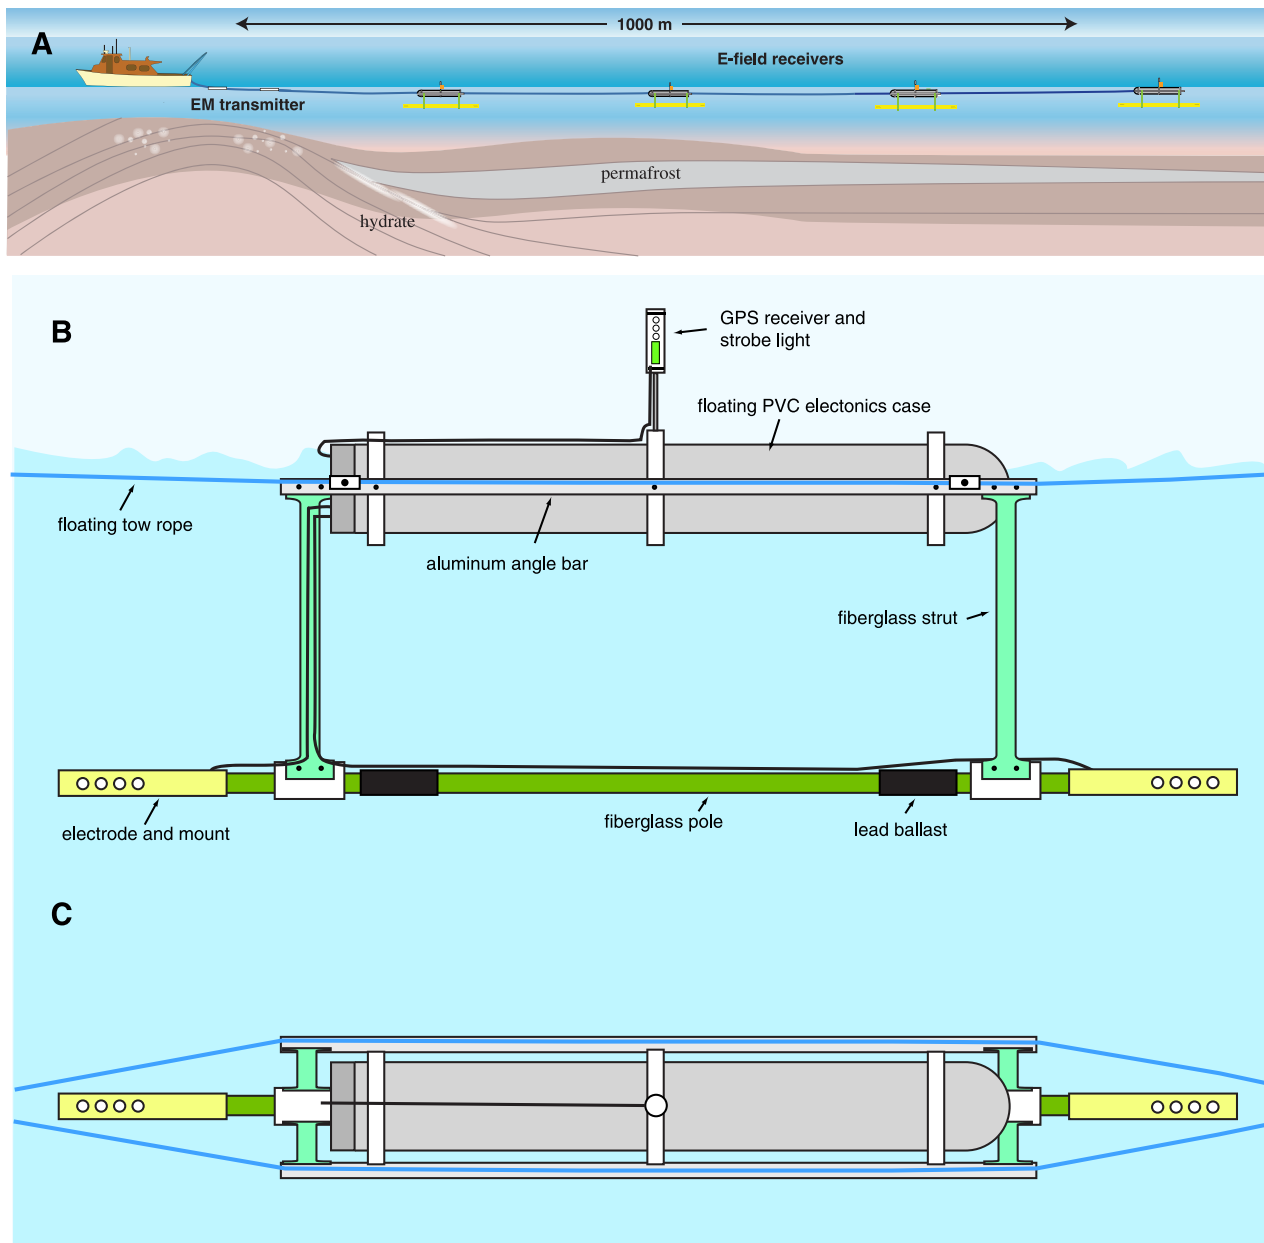 A
1000 m
E-field receivers
EM transmitter
permafrost
hydrate
B
GPS receiver and
strobe light
floating PVC electonics case
floating tow rope
aluminum angle bar
fiberglass strut
electrode and mount
fiberglass pole
lead ballast
C